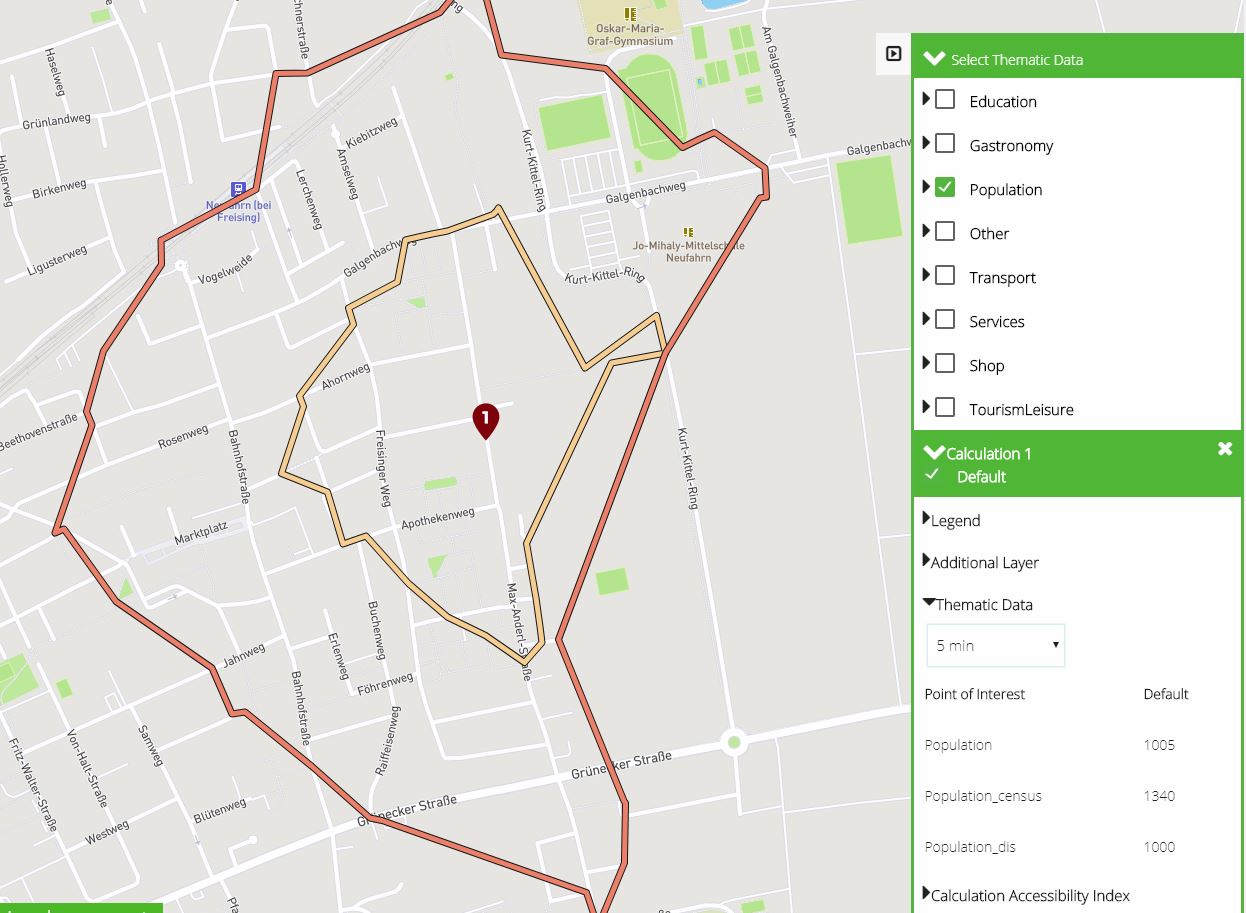 Oskar-Maria-
Graf-Gymnasium
Am Galgenbachweiher
Haselweg
Grünlandweg
Kiebitzweg
Amselweg
Kurt-Kittel-Ring
Galgenbachw
Hollerweg
Birkenweg
Lerchenweg
Galgenbachweg
Neufahrn (bei
Freising)
Jo-Mihaly-Mittelschule
Neufahrn
Ligusterweg
Vogelweide
Galgenbachweg
Kurt-Kittel-Ring
Ahornweg
1
Beethovenstraße
Rosenweg
Bahnhofstraße
Freisinger Weg
Kurt-Kittel-Ring
Apothekenweg
Marktplatz
Max-Anderl-Straße
Buchenweg
Erlenweg
Jahnweg
Föhrenweg
Bahnhofstraße
Raiffeisenweg
Von-Hall-Straße
Samweg
Fritz-Walter-Straße
Grünecker Straße
Grünecker Straße
Blütenweg
Westweg
Select Thematic Data
Education
Gastronomy
Population
Other
Transport
Services
Shop
TourismLeisure
Calculation 1
Default
Legend
Additional Layer
Thematic Data
5 min
Point of Interest Default
Population 1005
Population_census 1340
Population_dis 1000
Calculation Accessibility Index